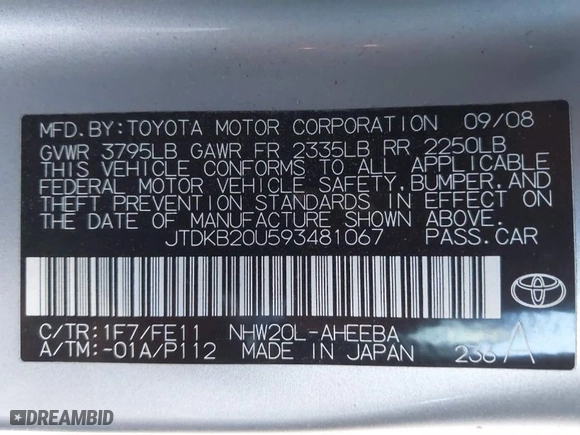 MFD. BY: TOYOTA MOTOR CORPORATION 09/08
GVWR 3795LB GAWR FR 2335LB RR 2250LB
THIS VEHICLE CONFORMS TO ALL APPLICABLE
FEDERAL MOTOR VEHICLE SAFETY, BUMPER, AND
THEFT PREVENTION STANDARDS IN EFFECT ON
THE DATE OF MANUFACTURE SHOWN ABOVE.
JTDKB20U593481067 PASS. CAR
C/TR: 1F7/FE11 NHW20L-AHEEBA
A/TM: -01A/P112 MADE IN JAPAN 236 A
DREAMBID